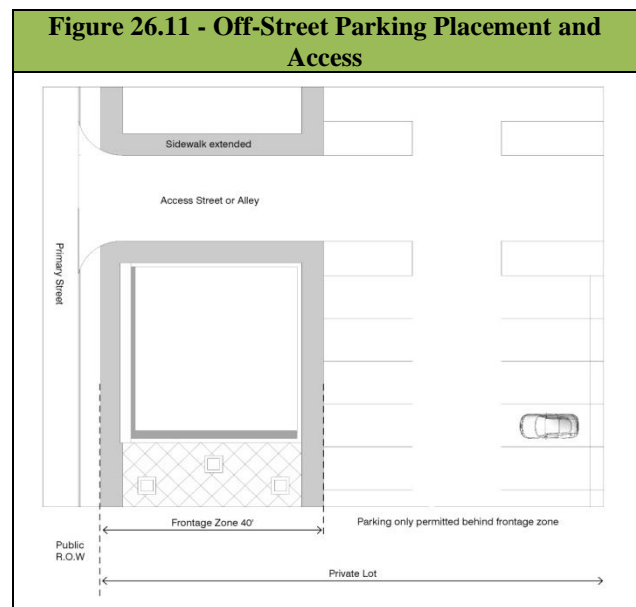 Figure 26.11 - Off-Street Parking Placement and
Access
Sidewalk extended
Access Street or Alley
Primary Street
Frontage Zone 40'
Parking only permitted behind frontage zone
Public
R.O.W
Private Lot